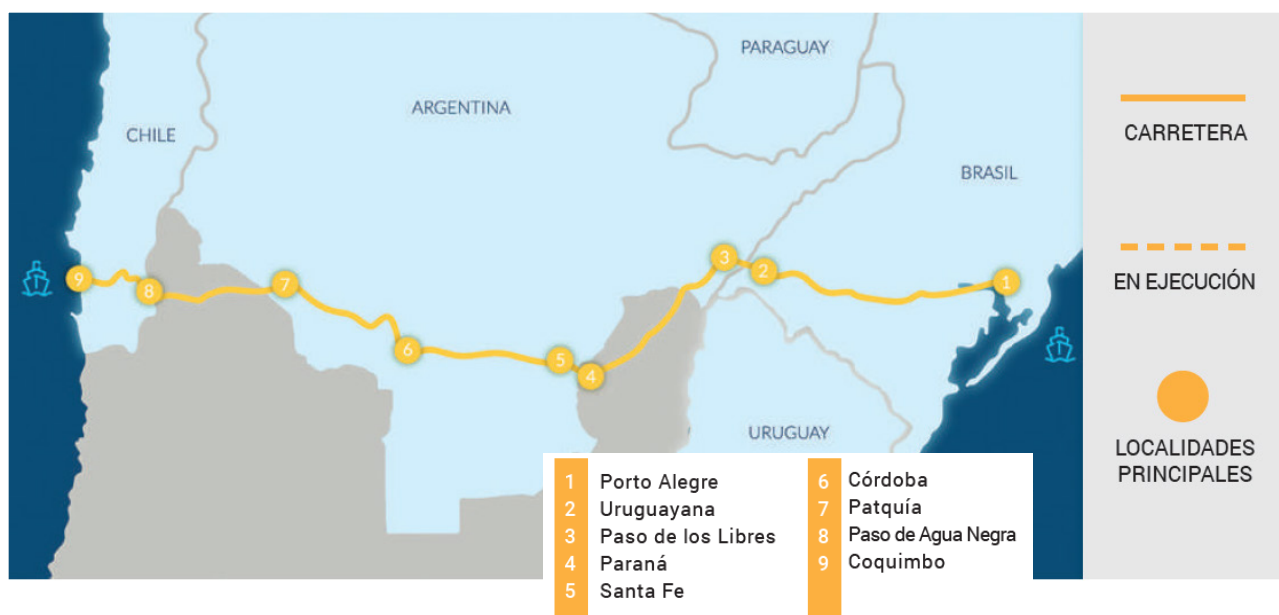 PARAGUAY
ARGENTINA
CHILE
BRASIL
URUGUAY
9
8
7
6
5
4
3
2
1
CARRETERA
EN EJECUCIÓN
LOCALIDADES
PRINCIPALES
1 Porto Alegre
2 Uruguayana
3 Paso de los Libres
4 Paraná
5 Santa Fe
6 Córdoba
7 Patquía
8 Paso de Agua Negra
9 Coquimbo